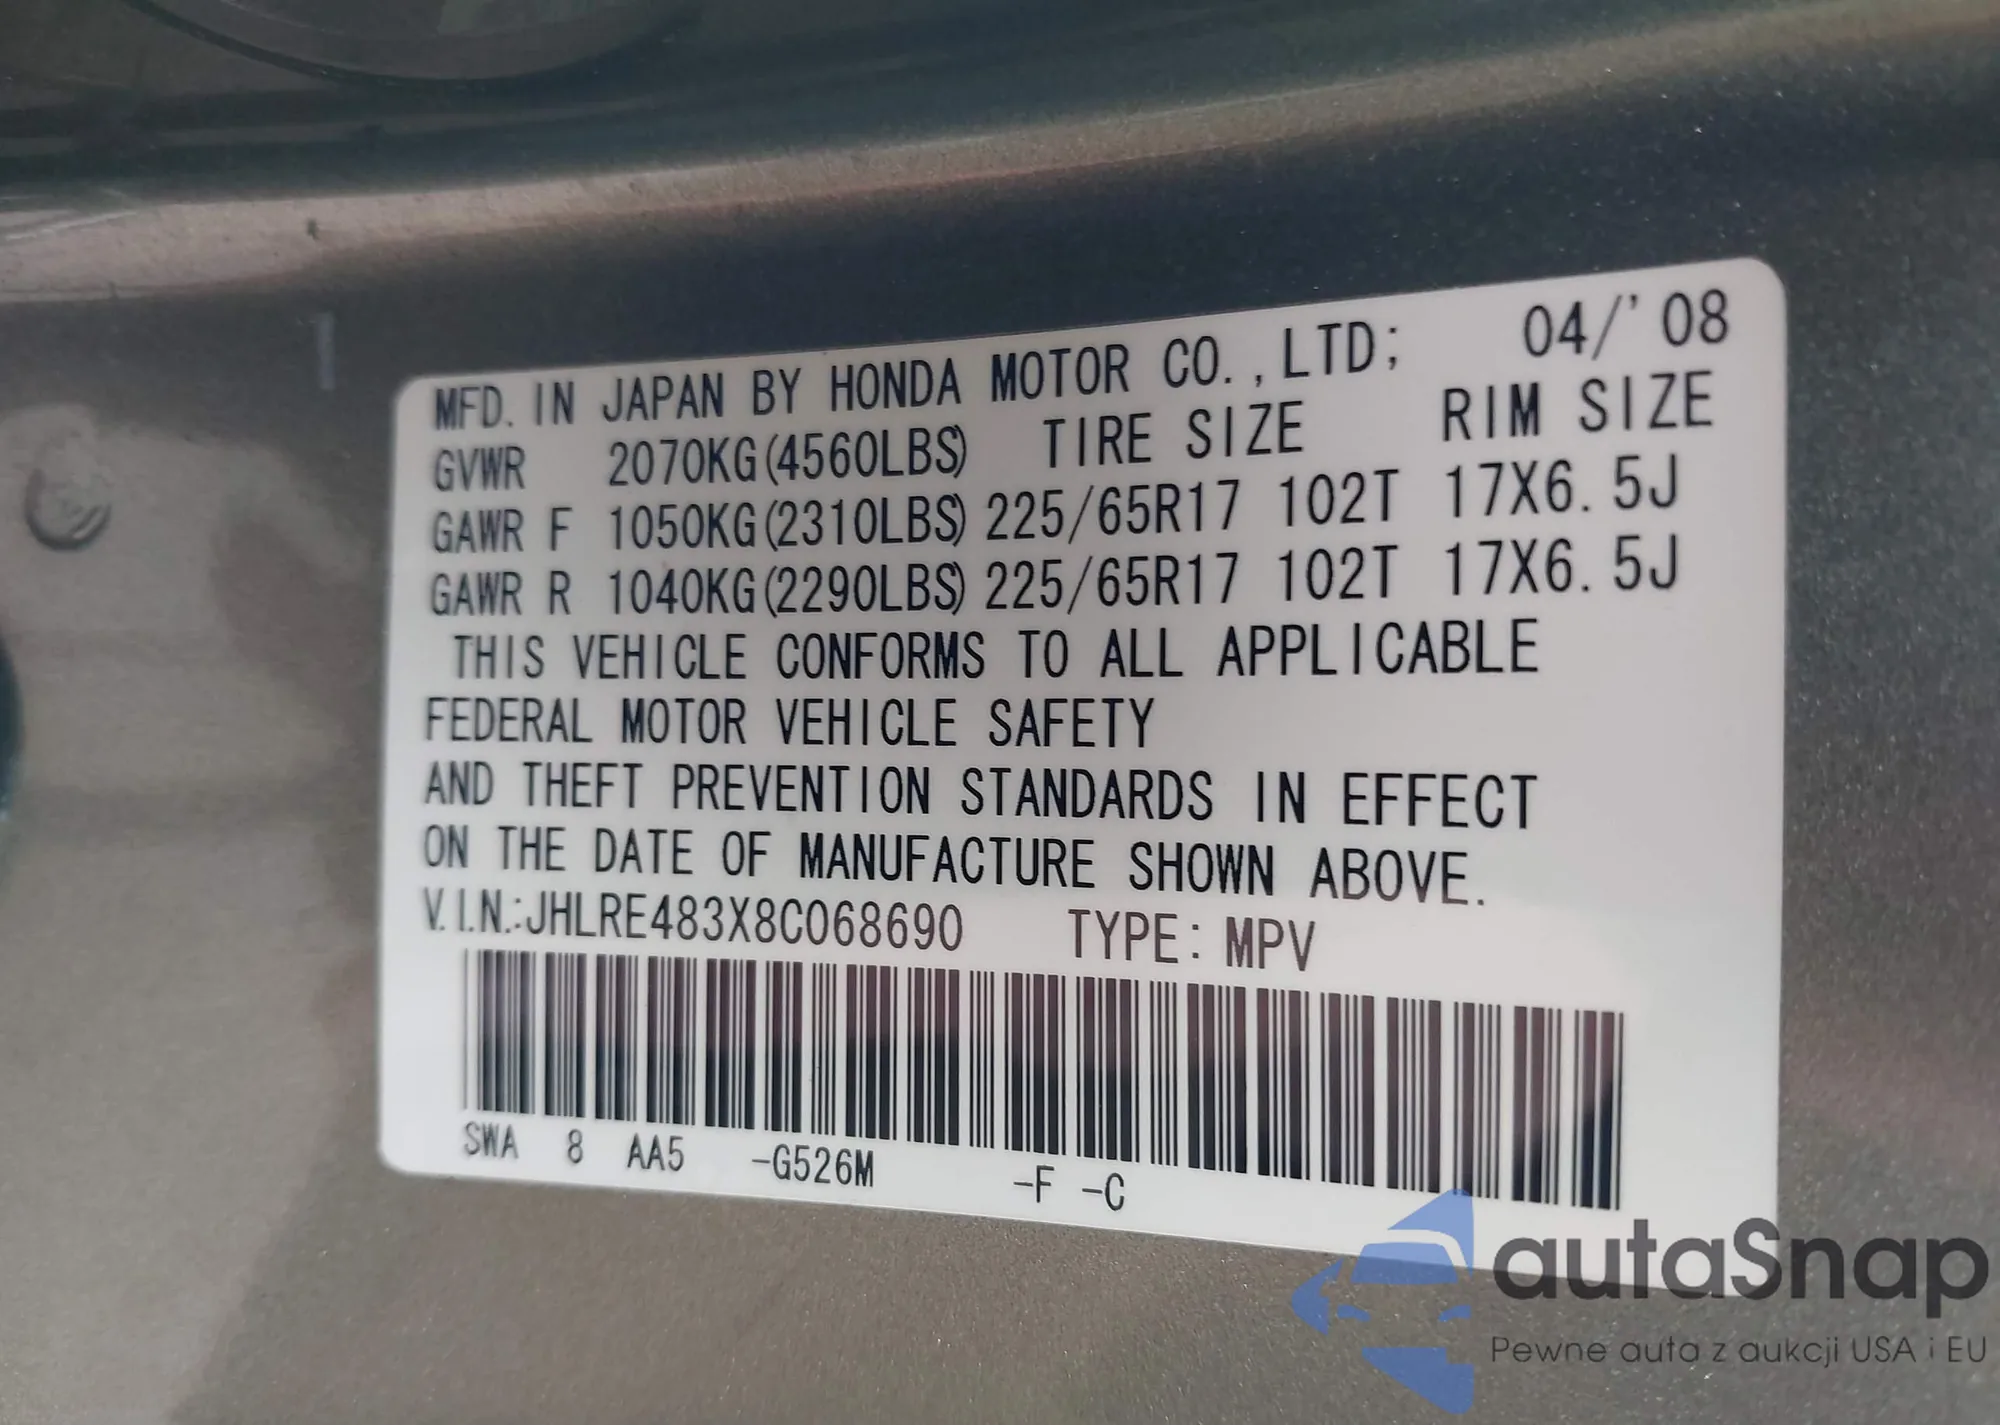 MFD. IN JAPAN BY HONDA MOTOR CO.,LTD; 04/'08
GVWR 2070KG(4560LBS) TIRE SIZE RIM SIZE
GAWR F 1050KG(2310LBS) 225/65R17 102T 17X6.5J
GAWR R 1040KG(2290LBS) 225/65R17 102T 17X6.5J
THIS VEHICLE CONFORMS TO ALL APPLICABLE
FEDERAL MOTOR VEHICLE SAFETY
AND THEFT PREVENTION STANDARDS IN EFFECT
ON THE DATE OF MANUFACTURE SHOWN ABOVE.
V.I.N.:JHLRE483X8C068690 TYPE: MPV
SWA 8 AA5 -G526M -F -C
autaSnap
Pewne auta z aukcji USA i EU